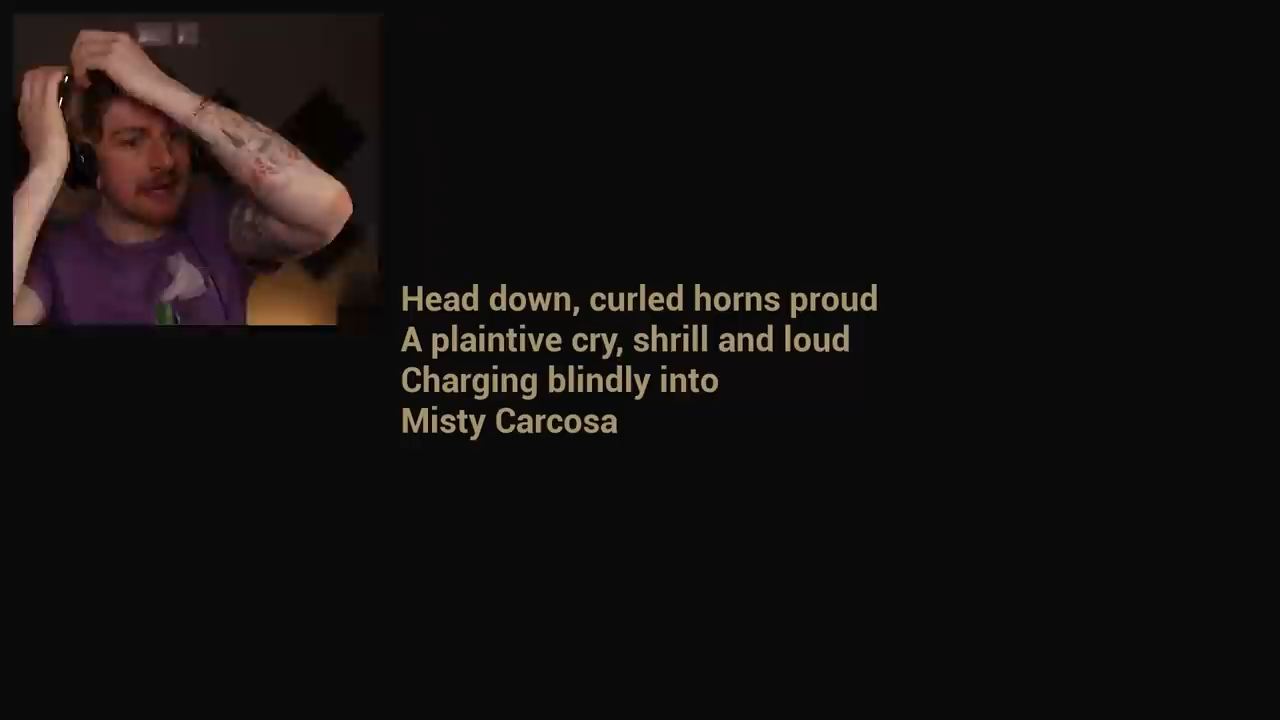 Head down, curled horns proud
A plaintive cry, shrill and loud
Charging blindly into
Misty Carcosa